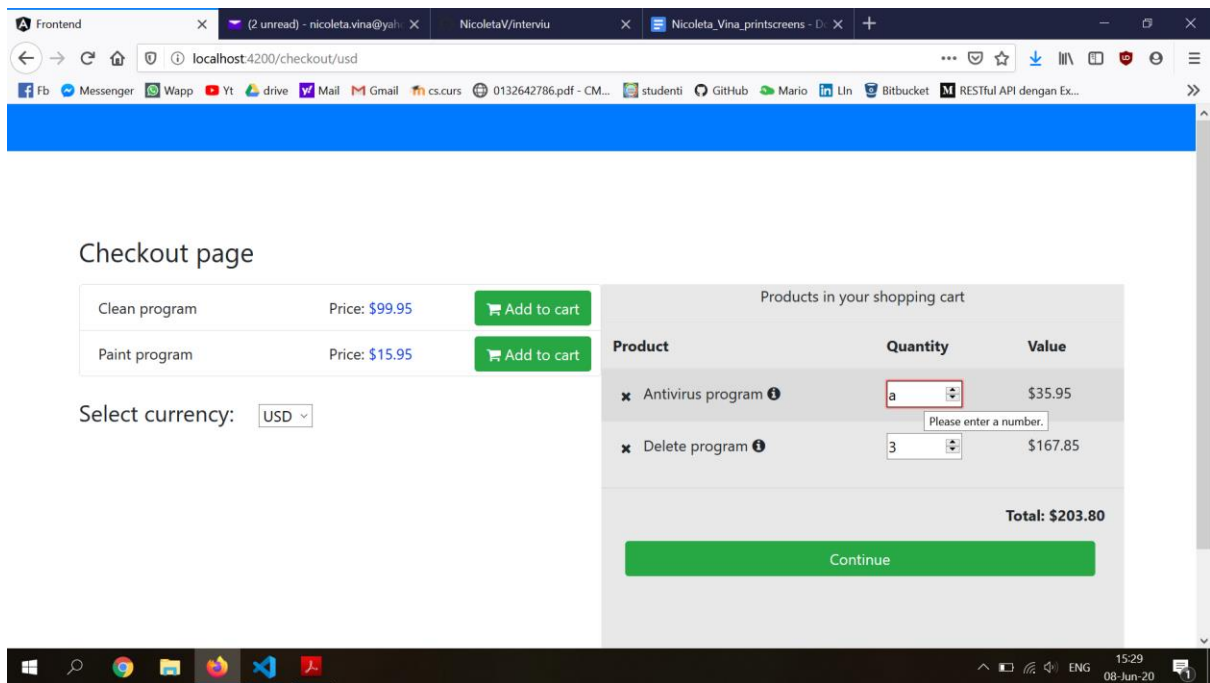 Frontend
(2 unread) - nicoleta.vina@yah
NicoletaV/interviu
Nicoleta_Vina_printscreens - Do
localhost:4200/checkout/usd
Fb
Messenger
Wapp
Yt
drive
Mail
Gmail
cs.curs
0132642786.pdf - CM...
studenti
GitHub
Mario
LIn
Bitbucket
RESTful API dengan Ex...
Checkout page
Clean program Price: $99.95 Add to cart
Paint program Price: $15.95 Add to cart
Select currency: USD
Products in your shopping cart
Product Quantity Value
Antivirus program a $35.95
Please enter a number.
Delete program 3 $167.85
Total: $203.80
Continue
ENG
15:29
08-Jun-20